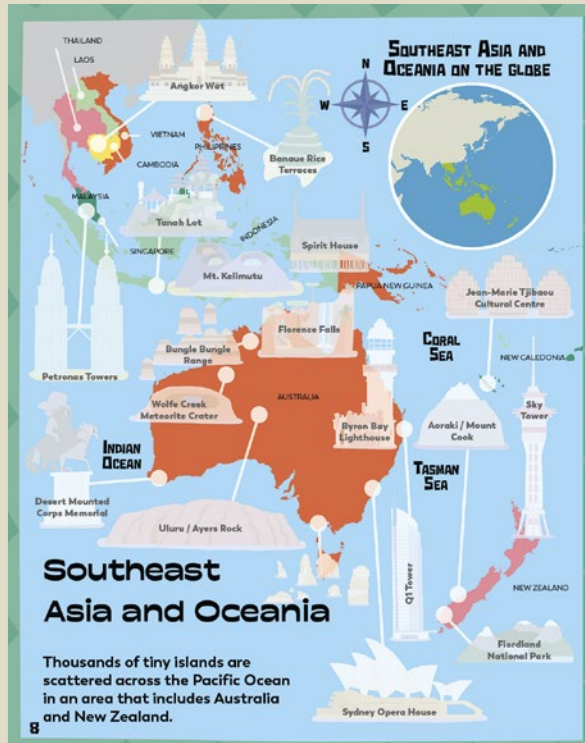 THAILAND
LAOS
Angkor Wat
SOUTHEAST ASIA AND
OCEANIA ON THE GLOBE
N
W
E
S
VIETNAM
PHILIPPINES
Banaue Rice
Terraces
CAMBODIA
MALAYSIA
Tanah Lot
INDONESIA
SINGAPORE
Spirit House
Mt. Kelimutu
PAPUA NEW GUINEA
Jean-Marie Tjibaou
Cultural Centre
Florence Falls
Bungle Bungle
Range
CORAL
SEA
NEW CALEDONIA
Petronas Towers
Wolfe Creek
Meteorite Crater
AUSTRALIA
Byron Bay
Lighthouse
Aoraki / Mount
Cook
Sky
Tower
INDIAN
OCEAN
TASMAN
SEA
Desert Mounted
Corps Memorial
Uluru / Ayers Rock
Q1 Tower
NEW ZEALAND
Southeast
Asia and Oceania
Fiordland
National Park
Thousands of tiny islands are
scattered across the Pacific Ocean
in an area that includes Australia
and New Zealand.
Sydney Opera House
8